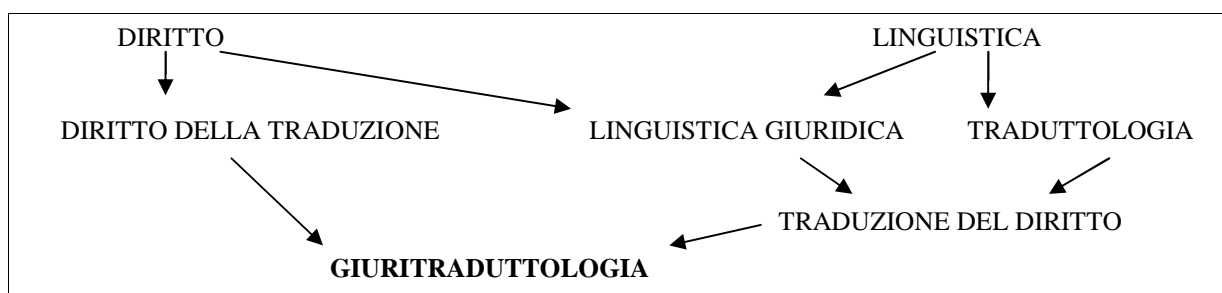 DIRITTO LINGUISTICA
DIRITTO DELLA TRADUZIONE LINGUISTICA GIURIDICA TRADUTTOLOGIA
TRADUZIONE DEL DIRITTO
GIURITRADUTTOLOGIA